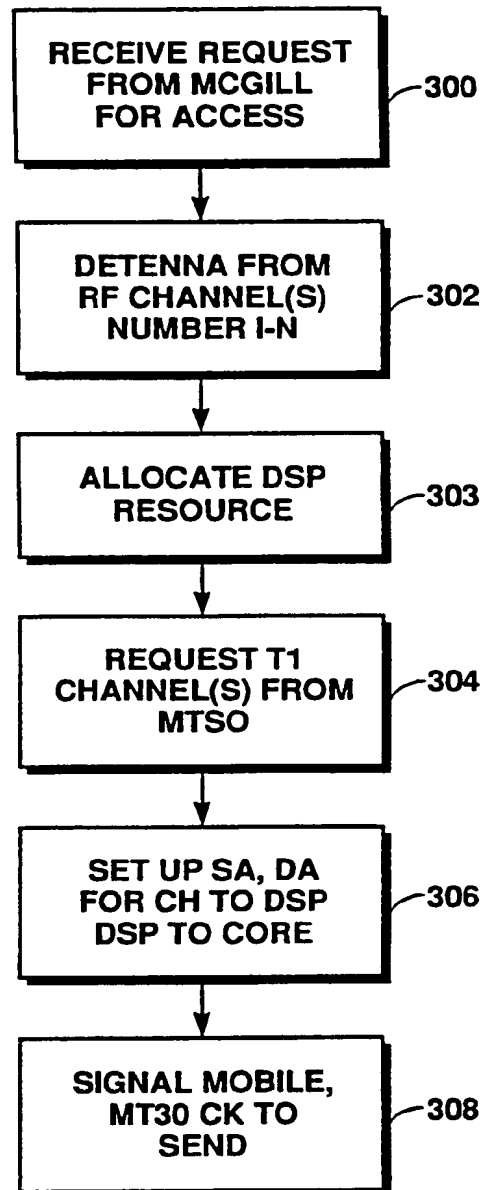 RECEIVE REQUEST
FROM MCGILL
FOR ACCESS
300
DETENNA FROM
RF CHANNEL(S)
NUMBER I-N
302
ALLOCATE DSP
RESOURCE
303
REQUEST T1
CHANNEL(S) FROM
MTSO
304
SET UP SA, DA
FOR CH TO DSP
DSP TO CORE
306
SIGNAL MOBILE,
MT30 CK TO
SEND
308